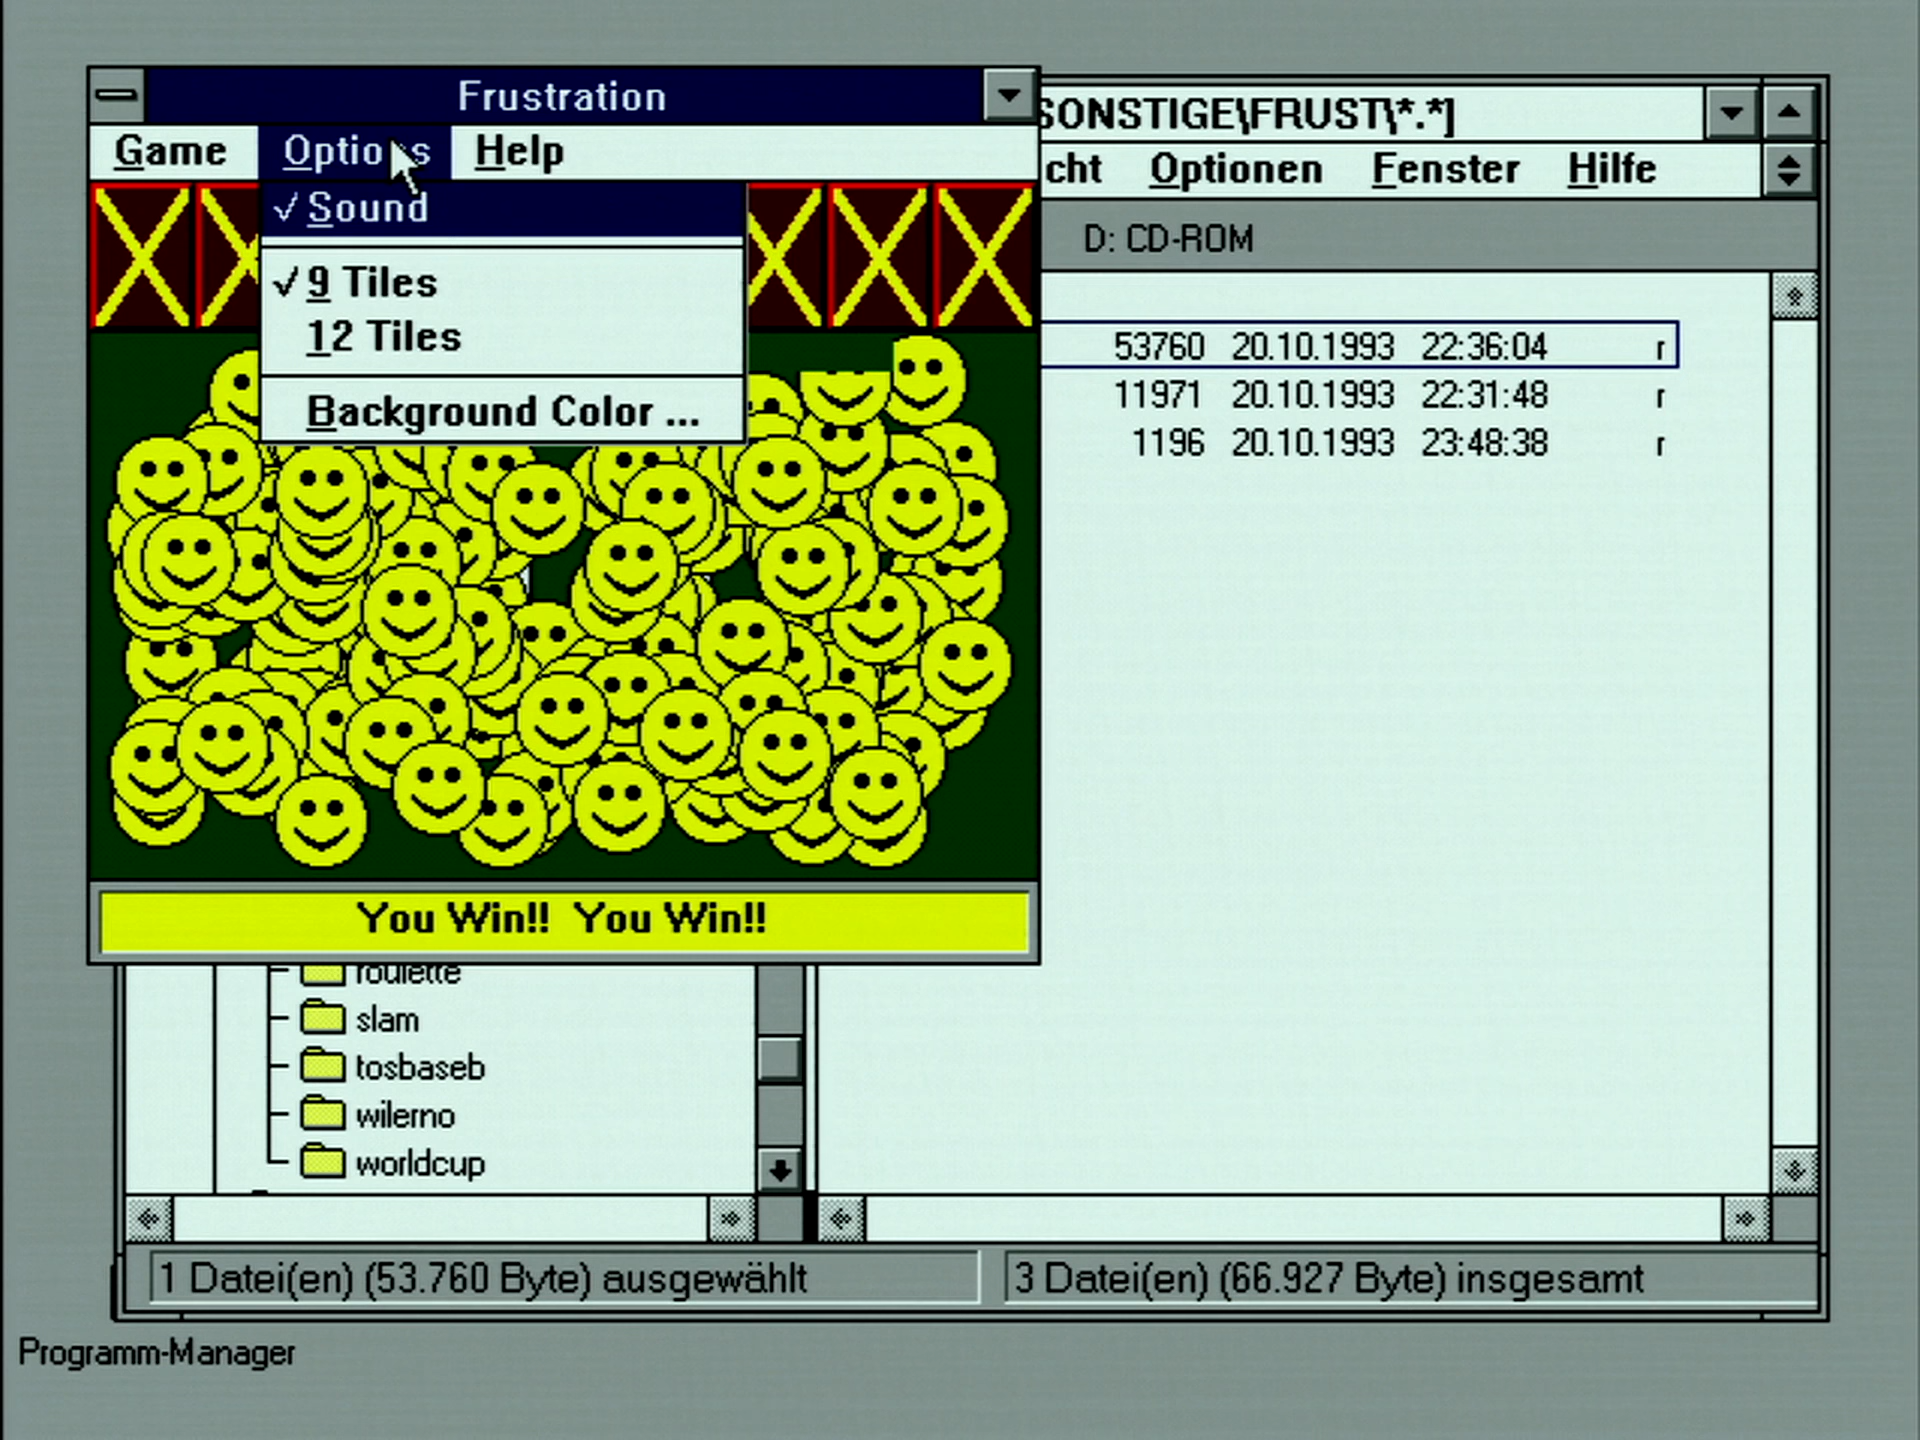 Frustration
Game Options Help
Sound
9 Tiles
12 Tiles
Background Color ...
You Win!! You Win!!
SONSTIGE\FRUST\*.*]
cht Optionen Fenster Hilfe
D: CD-ROM
53760 20.10.1993 22:36:04 r
11971 20.10.1993 22:31:48 r
1196 20.10.1993 23:48:38 r
roulette
slam
tosbaseb
wilerno
worldcup
1 Datei(en) (53.760 Byte) ausgewählt
3 Datei(en) (66.927 Byte) insgesamt
Programm-Manager